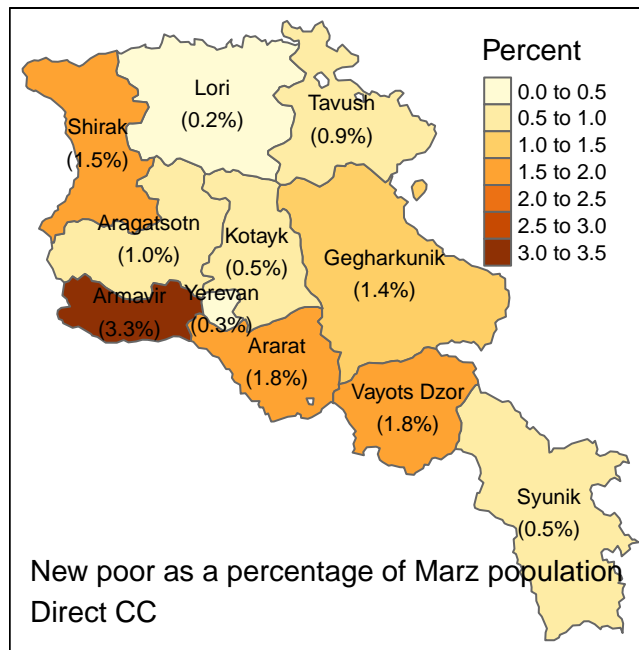 Percent
0.0 to 0.5
0.5 to 1.0
1.0 to 1.5
1.5 to 2.0
2.0 to 2.5
2.5 to 3.0
3.0 to 3.5
Lori
(0.2%)
Tavush
(0.9%)
Shirak
(1.5%)
Aragatsotn
(1.0%)
Kotayk
(0.5%)
Gegharkunik
(1.4%)
Armavir
(3.3%)
Yerevan
(0.3%)
Ararat
(1.8%)
Vayots Dzor
(1.8%)
Syunik
(0.5%)
New poor as a percentage of Marz population
Direct CC